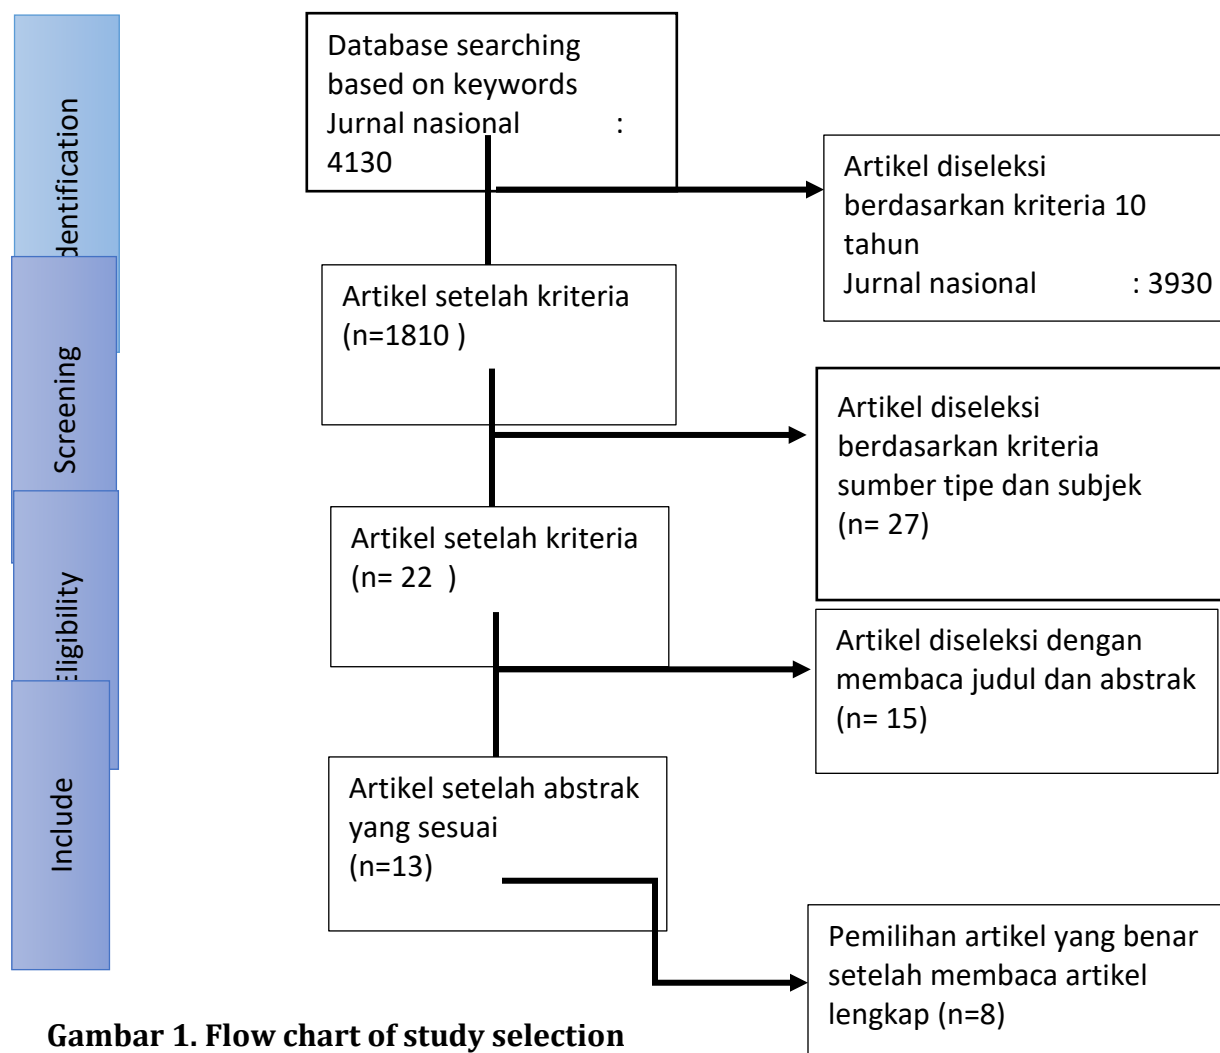 Identification
Database searching
based on keywords
Jurnal nasional :
4130
Artikel diseleksi
berdasarkan kriteria 10
tahun
Jurnal nasional : 3930
Artikel setelah kriteria
(n=1810 )
Screening
Artikel diseleksi
berdasarkan kriteria
sumber tipe dan subjek
(n= 27)
Artikel setelah kriteria
(n= 22 )
Eligibility
Artikel diseleksi dengan
membaca judul dan abstrak
(n= 15)
Artikel setelah abstrak
yang sesuai
(n=13)
Include
Pemilihan artikel yang benar
setelah membaca artikel
lengkap (n=8)
Gambar 1. Flow chart of study selection